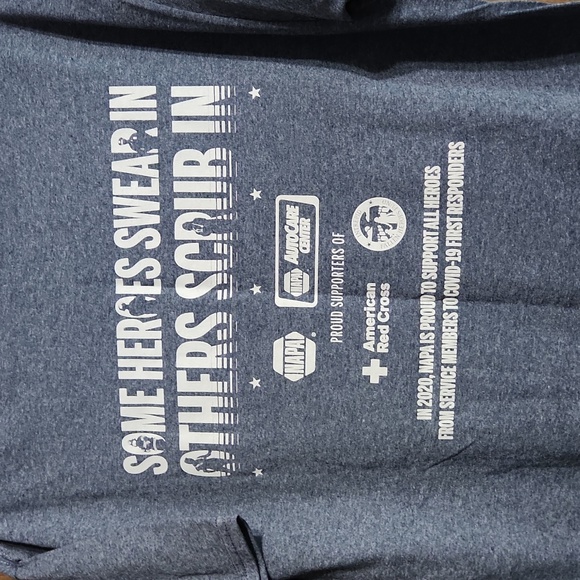 SOME HEROES SWEAR IN
OTHERS SCOUR IN
NAPA
NAPA AUTOCARE CENTER
PROUD SUPPORTERS OF
American
Red Cross
IN 2020, NAPA IS PROUD TO SUPPORT ALL HEROES
FROM SERVICE MEMBERS TO COVID-19 FIRST RESPONDERS